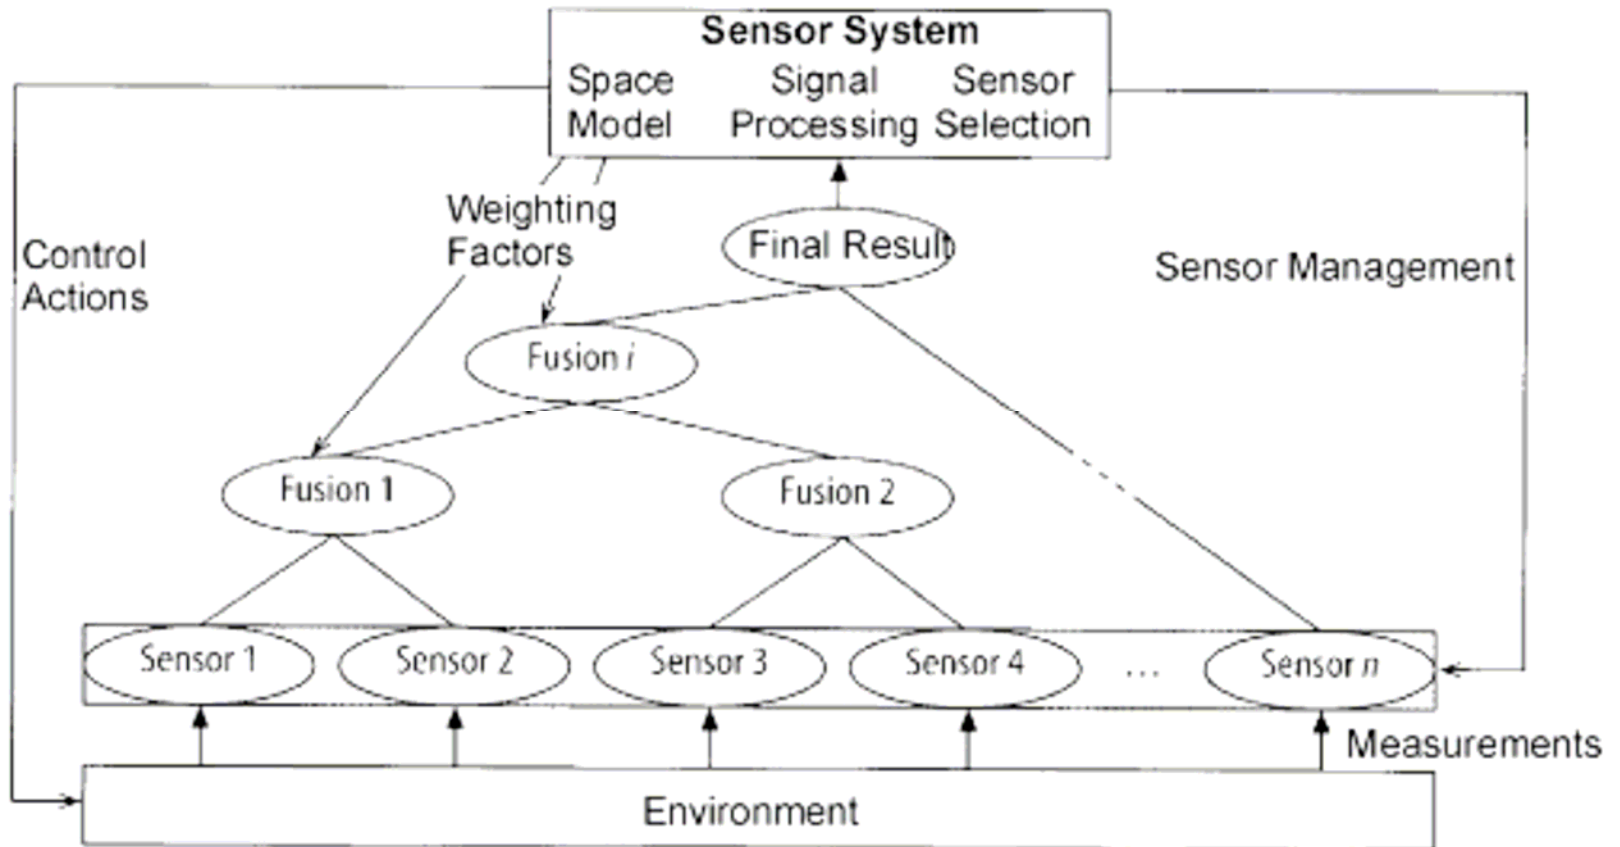 Sensor System
Space Signal Sensor
Model Processing Selection
Weighting
Factors
Final Result
Control
Actions
Sensor Management
Fusion i
Fusion 1
Fusion 2
Sensor 1
Sensor 2
Sensor 3
Sensor 4
...
Sensor n
Measurements
Environment